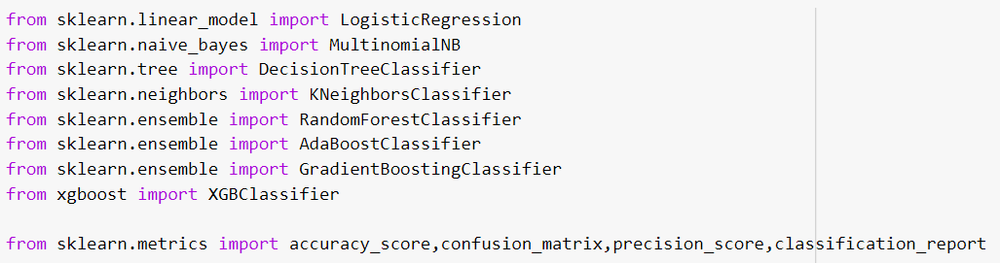 from sklearn.linear_model import LogisticRegression
from sklearn.naive_bayes import MultinomialNB
from sklearn.tree import DecisionTreeClassifier
from sklearn.neighbors import KNeighborsClassifier
from sklearn.ensemble import RandomForestClassifier
from sklearn.ensemble import AdaBoostClassifier
from sklearn.ensemble import GradientBoostingClassifier
from xgboost import XGBClassifier
from sklearn.metrics import accuracy_score,confusion_matrix,precision_score,classification_report